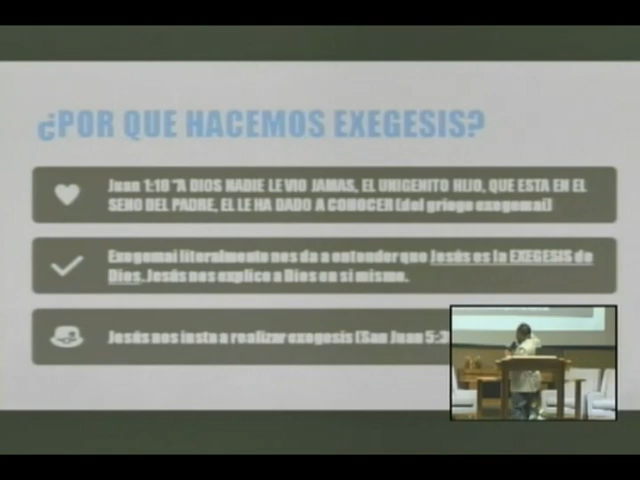 ¿POR QUE HACEMOS EXEGESIS?
Juan 1:18 "A DIOS NADIE LE VIO JAMAS, EL UNIGENITO HIJO, QUE ESTA EN EL
SENO DEL PADRE, EL LE HA DADO A CONOCER (del griego exegomai)
Exegomai literalmente nos da a entender que Jesús es la EXEGESIS de
Dios. Jesús nos explica a Dios en si mismo.
Jesús nos insta a realizar exegesis (San Juan 5:3